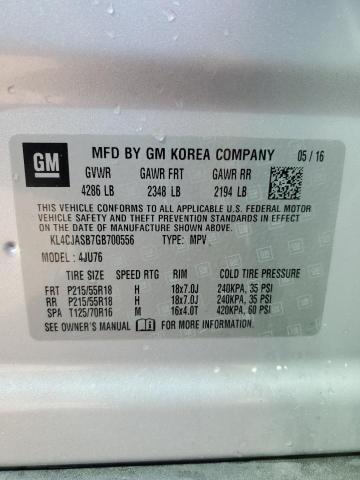 GM MFD BY GM KOREA COMPANY 05/16
GVWR GAWR FRT GAWR RR
4286 LB 2348 LB 2194 LB
THIS VEHICLE CONFORMS TO ALL APPLICABLE U.S. FEDERAL MOTOR
VEHICLE SAFETY, BUMPER, AND THEFT PREVENTION STANDARDS IN EFFECT ON THE
DATE OF MANUFACTURE SHOWN ABOVE.
KL4CJASB7GB700556 TYPE: MPV
MODEL: 4JU76
TIRE SIZE SPEED RTG RIM COLD TIRE PRESSURE
FRT P215/55R18 H 18x7.0J 240KPA, 35 PSI
RR P215/55R18 H 18x7.0J 240KPA, 35 PSI
SPA T125/70R16 M 16x4.0T 420KPA, 60 PSI
SEE OWNER'S MANUAL FOR ADDITIONAL INFORMATION.